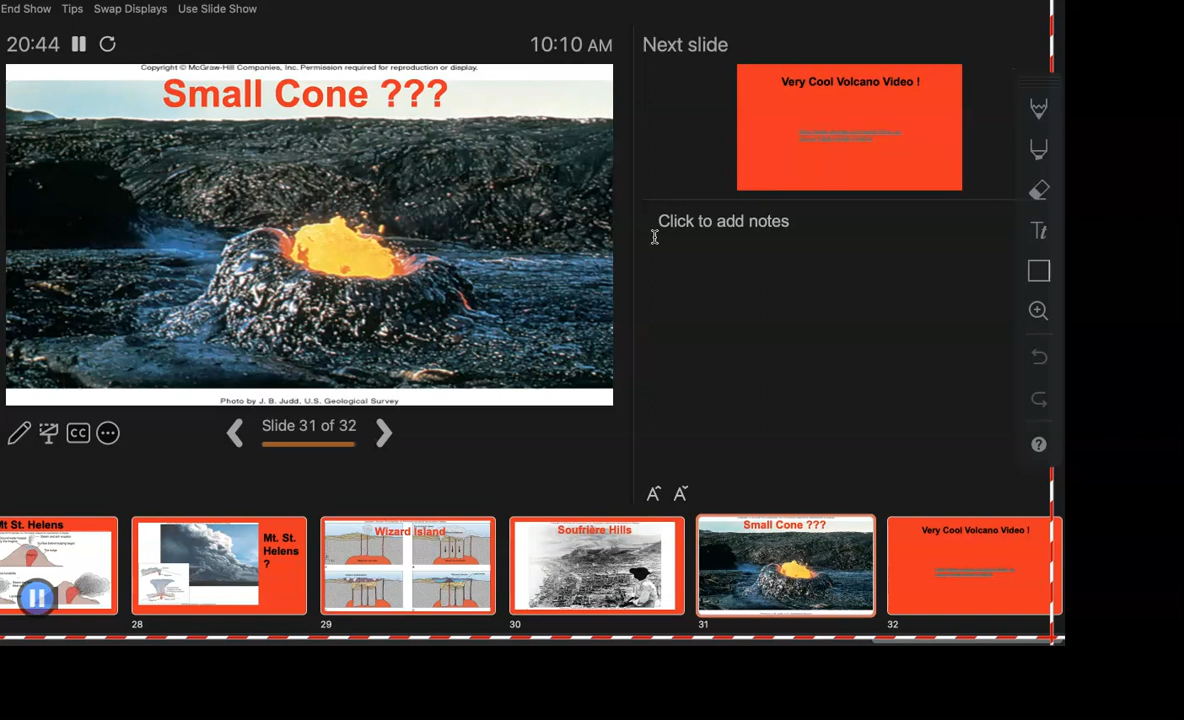 End Show Tips Swap Displays Use Slide Show
20:44
10:10 AM
Copyright © McGraw-Hill Companies, Inc. Permission required for reproduction or display.
Small Cone ???
Photo by J. B. Judd, U.S. Geological Survey
Next slide
Very Cool Volcano Video !
Click to add notes
Tt
?
CC
Slide 31 of 32
A A
Mt St. Helens
Mt. St.
Helens
?
28
Wizard Island
29
Soufrière Hills
30
Small Cone ???
31
Very Cool Volcano Video !
32